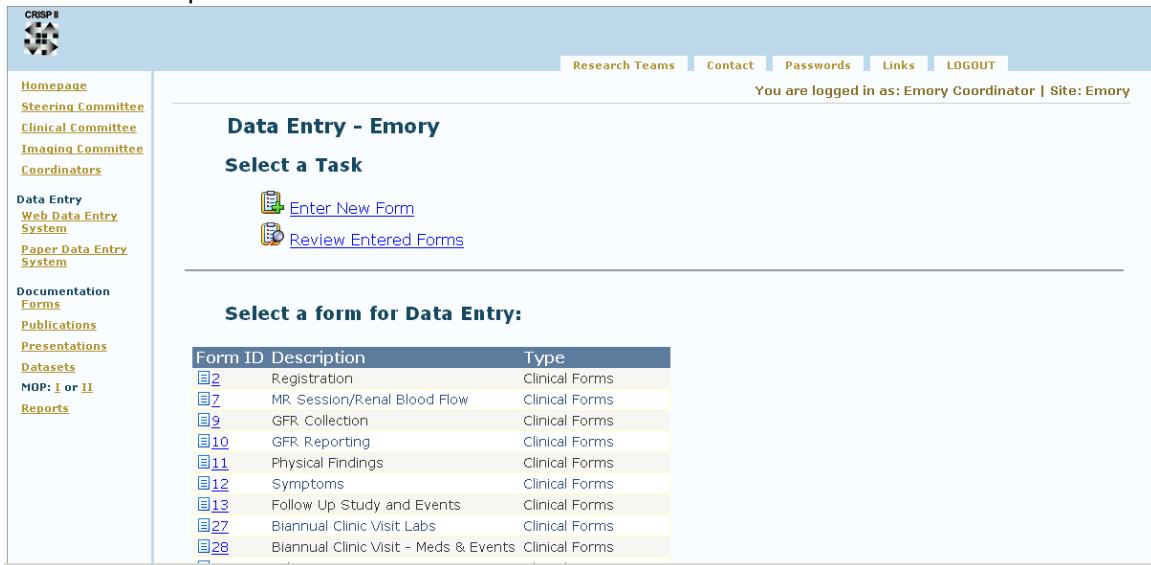 CRISP II
Research Teams Contact Passwords Links LOGOUT
You are logged in as: Emory Coordinator | Site: Emory
Homepage
Steering Committee
Clinical Committee
Imaging Committee
Coordinators
Data Entry
Web Data Entry
System
Paper Data Entry
System
Documentation
Forms
Publications
Presentations
Datasets
MOP: I or II
Reports
Data Entry - Emory
Select a Task
Enter New Form
Review Entered Forms
Select a form for Data Entry:
Form ID Description Type
2 Registration Clinical Forms
7 MR Session/Renal Blood Flow Clinical Forms
9 GFR Collection Clinical Forms
10 GFR Reporting Clinical Forms
11 Physical Findings Clinical Forms
12 Symptoms Clinical Forms
13 Follow Up Study and Events Clinical Forms
27 Biannual Clinic Visit Labs Clinical Forms
28 Biannual Clinic Visit - Meds & Events Clinical Forms